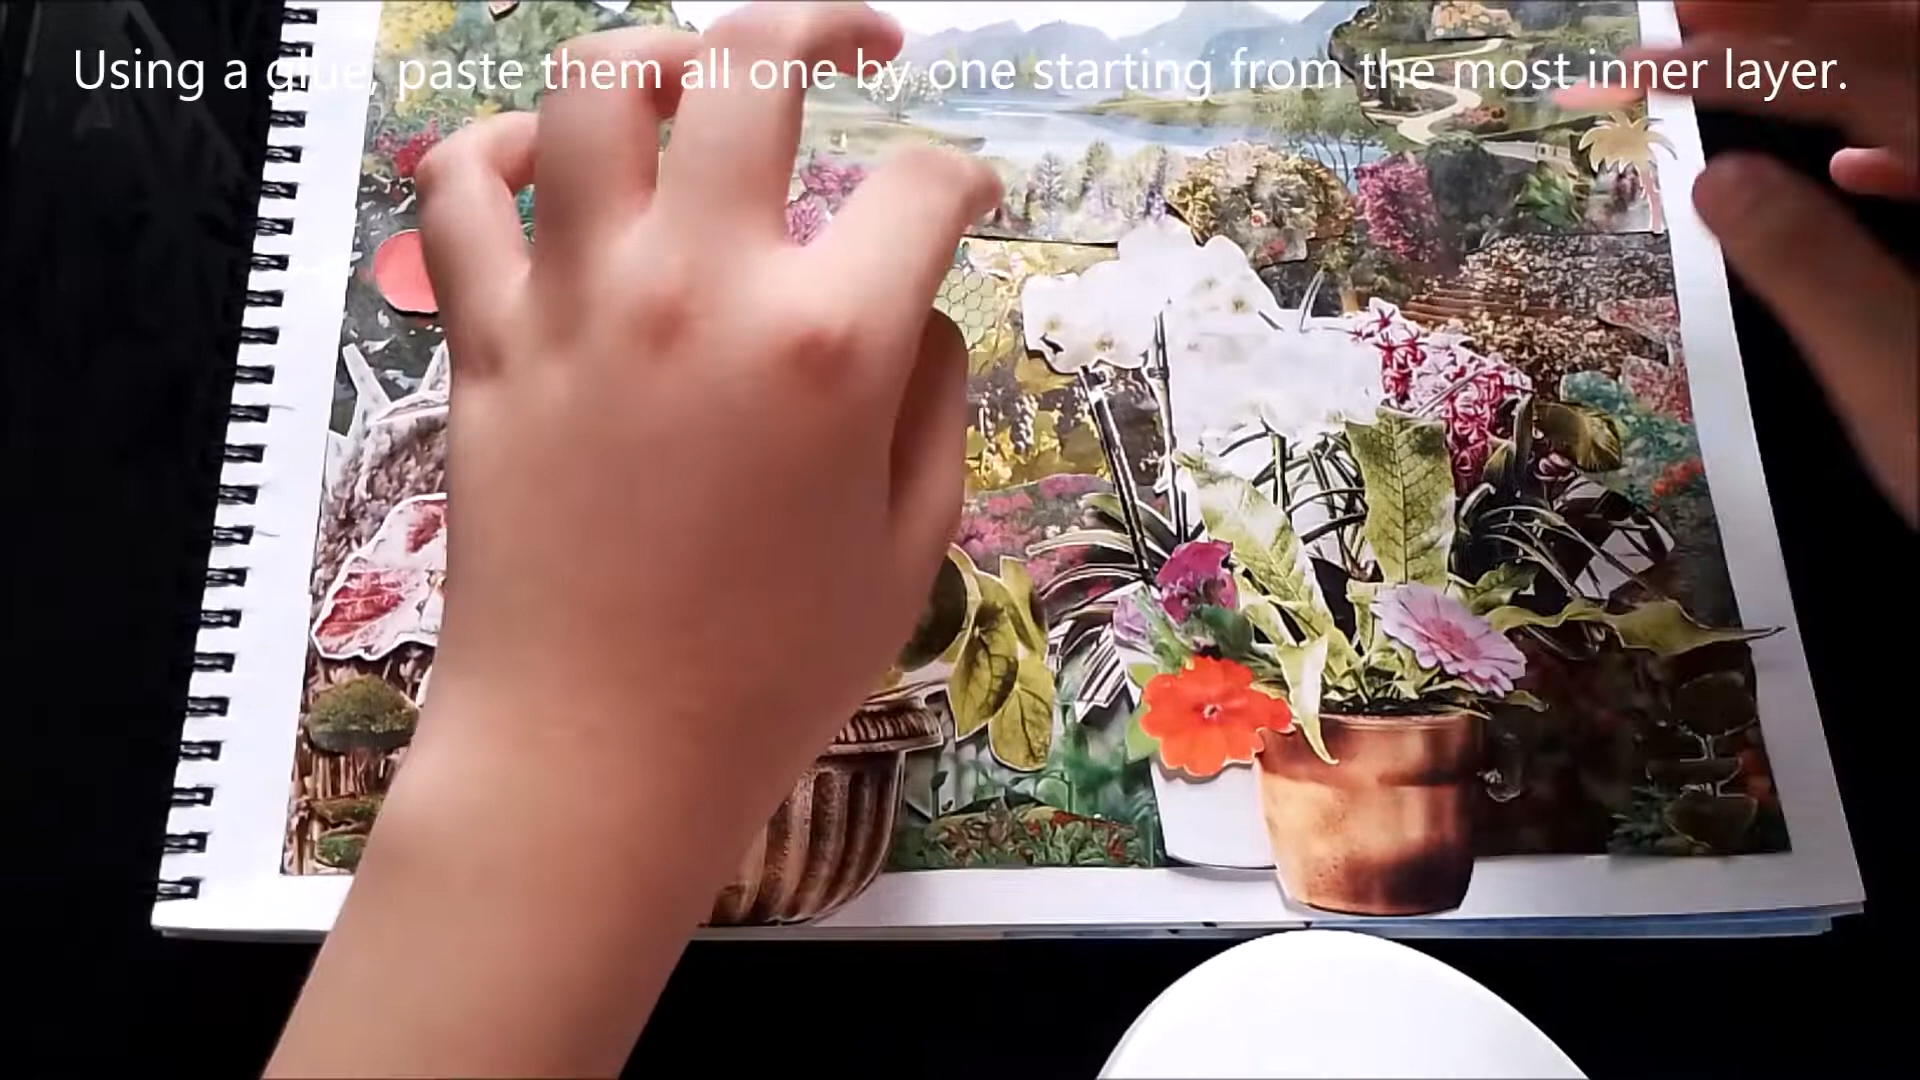 Using a glue, paste them all one by one starting from the most inner layer.